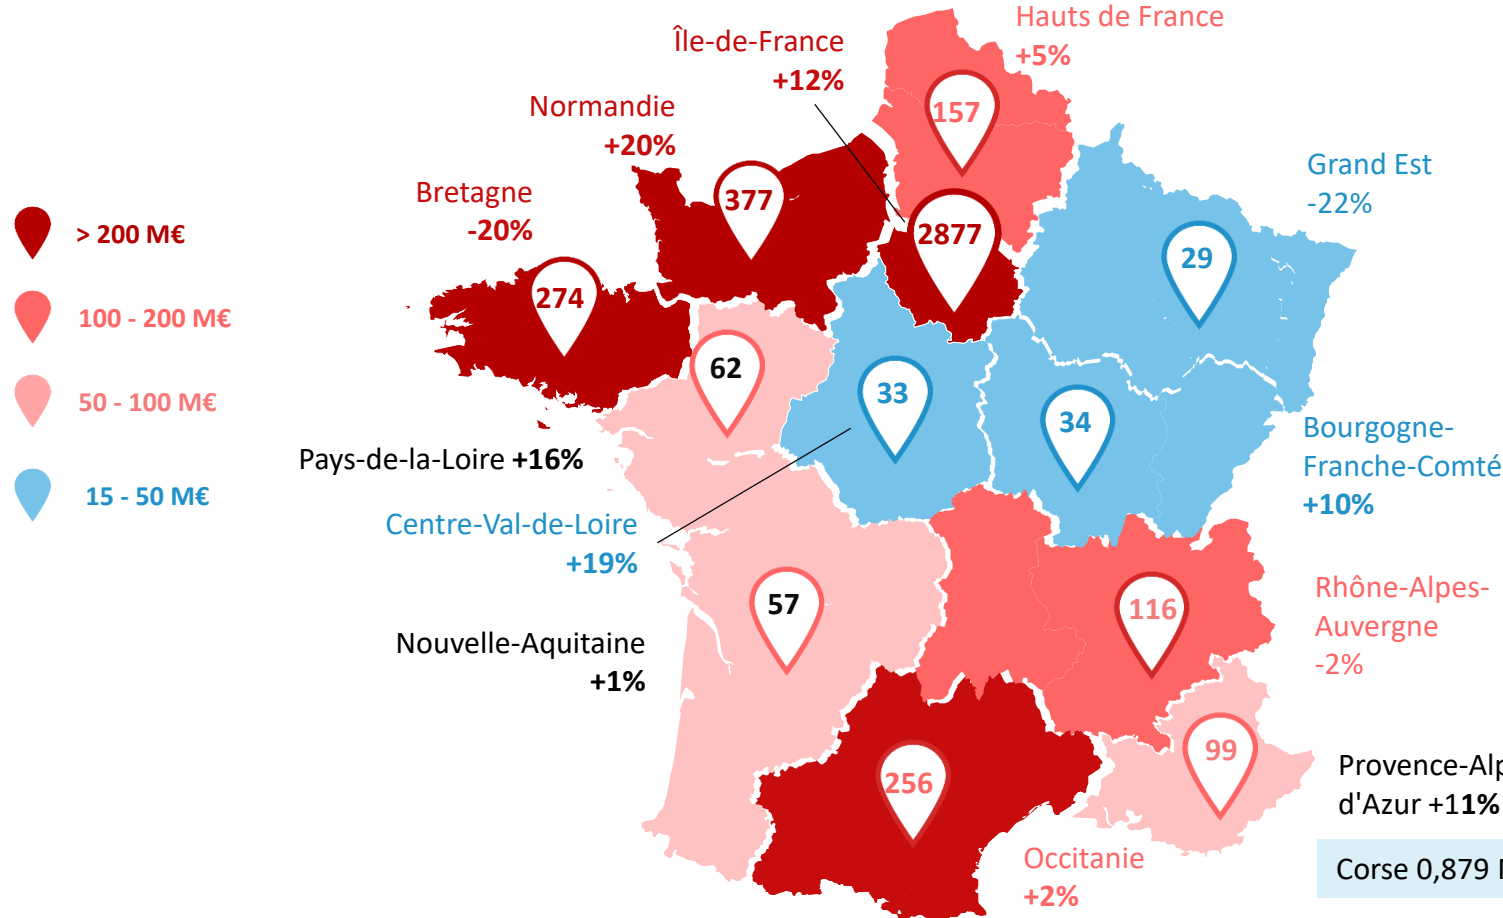 Hauts de France
+5%
Île-de-France
+12%
157
Normandie
+20%
Grand Est
-22%
Bretagne
-20%
377
2877
> 200 M€
29
274
100 - 200 M€
62
33
34
50 - 100 M€
Bourgogne-
Franche-Comté
+10%
Pays-de-la-Loire +16%
15 - 50 M€
Centre-Val-de-Loire
+19%
57
116
Rhône-Alpes-
Auvergne
-2%
Nouvelle-Aquitaine
+1%
99
256
Provence-Alp
d'Azur +11%
Occitanie
+2%
Corse 0,879